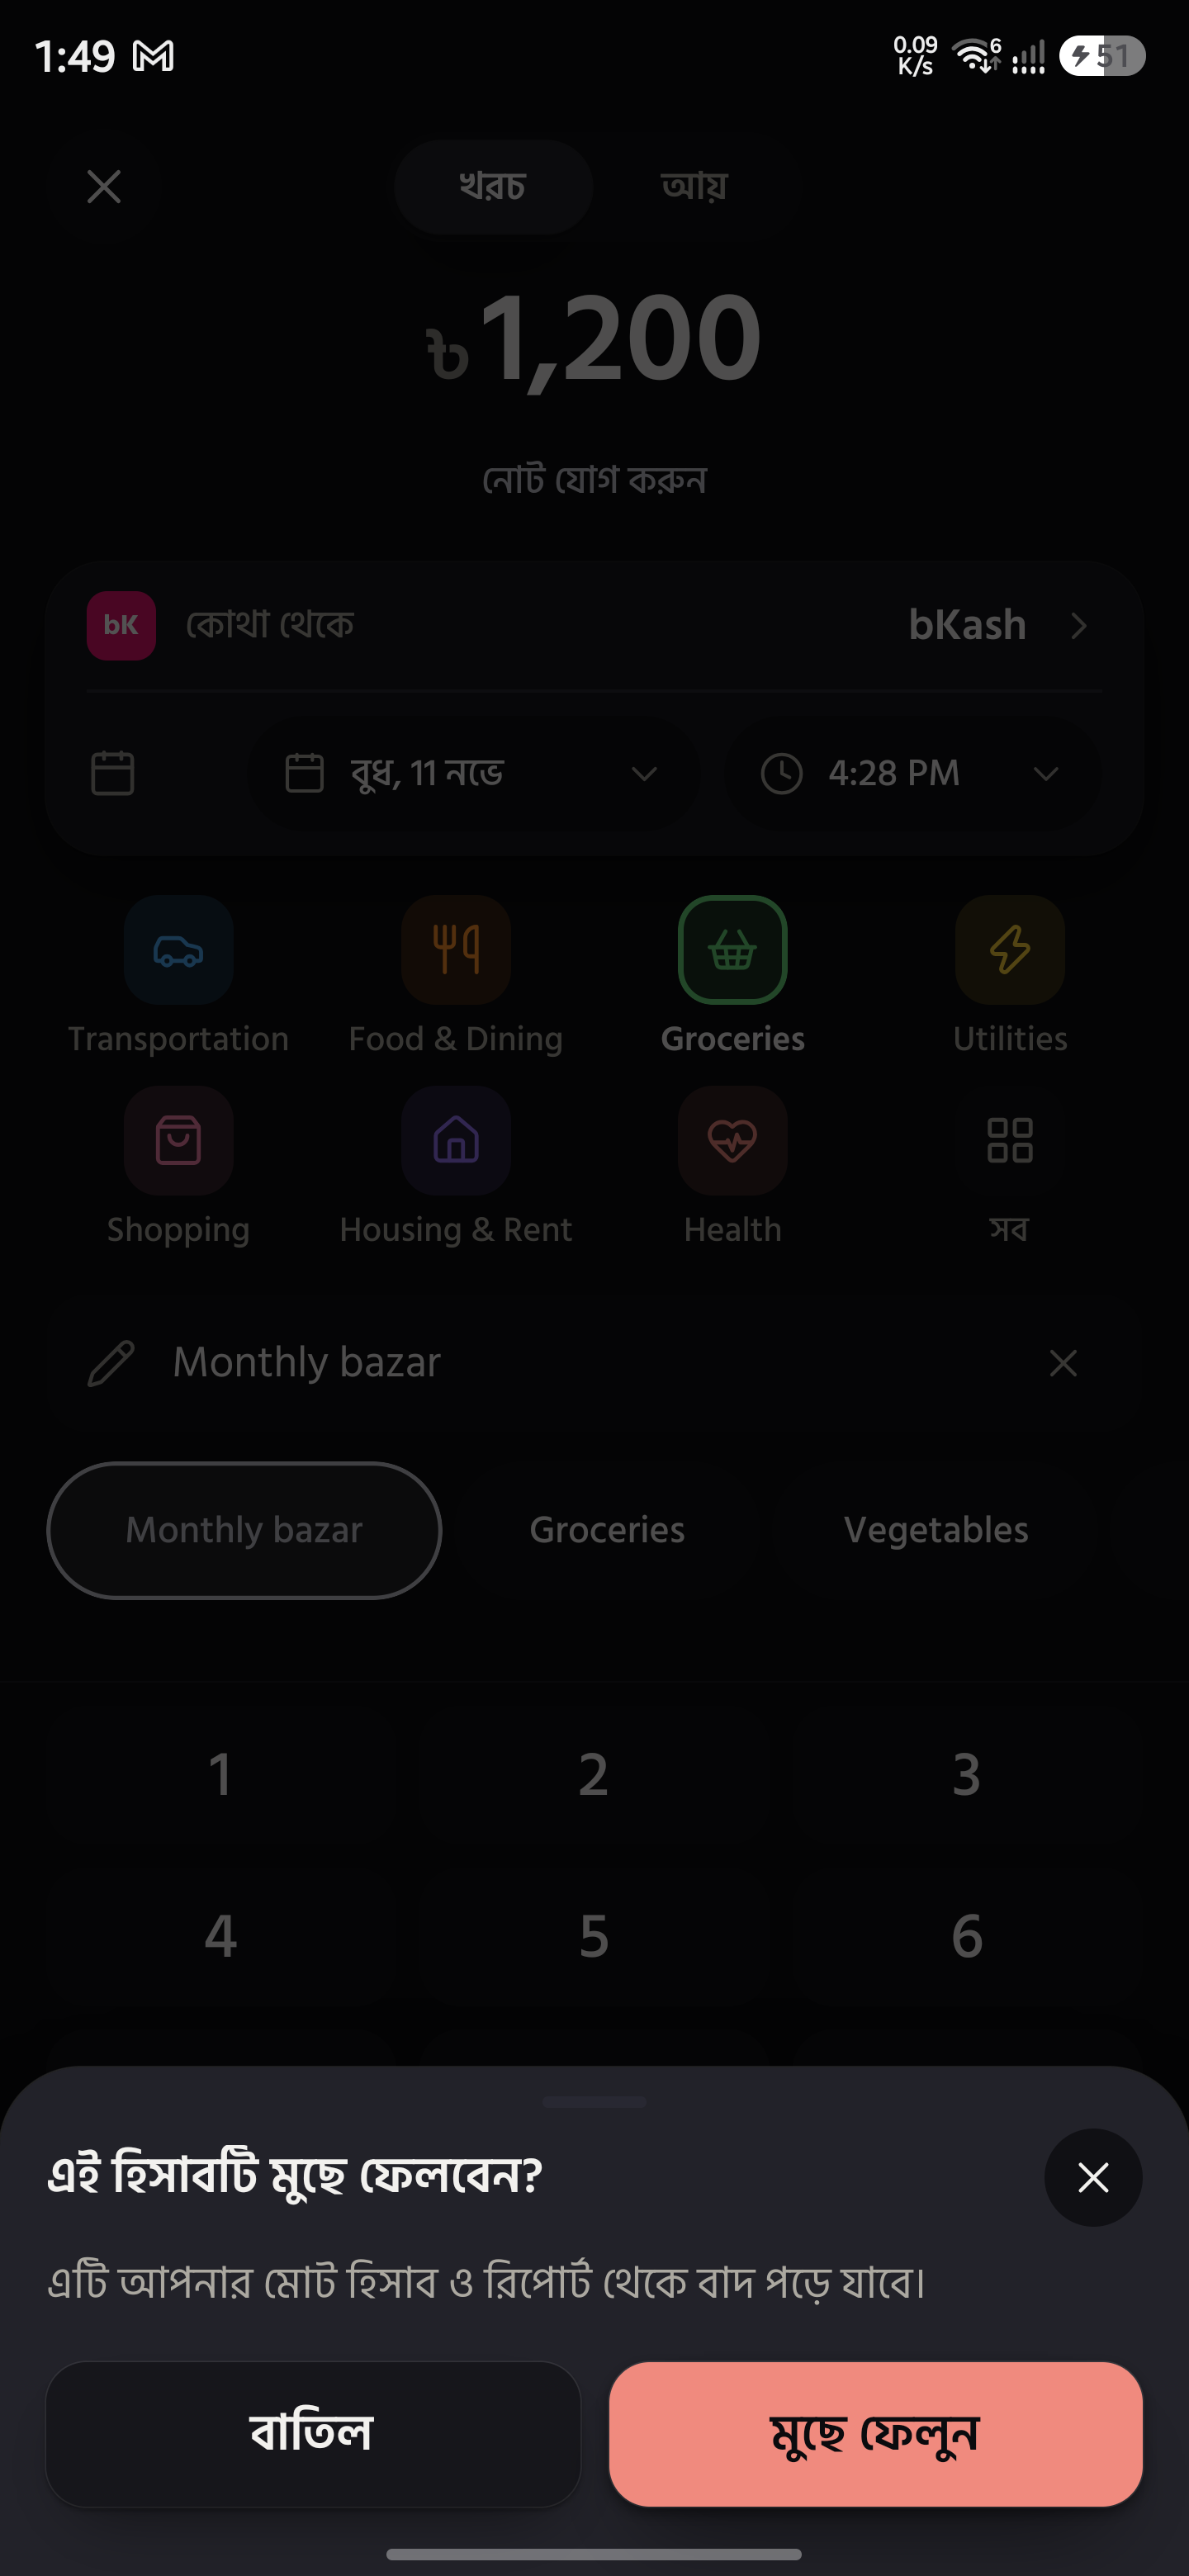 1:49
0.09 K/s
6
51
খরচ আয়
৳1,200
নোট যোগ করুন
bK কোথা থেকে bKash
বুধ, 11 নভে 4:28 PM
Transportation Food & Dining Groceries Utilities
Shopping Housing & Rent Health সব
Monthly bazar
Monthly bazar Groceries Vegetables
1 2 3
4 5 6
এই হিসাবটি মুছে ফেলবেন?
এটি আপনার মোট হিসাব ও রিপোর্ট থেকে বাদ পড়ে যাবে।
বাতিল মুছে ফেলুন